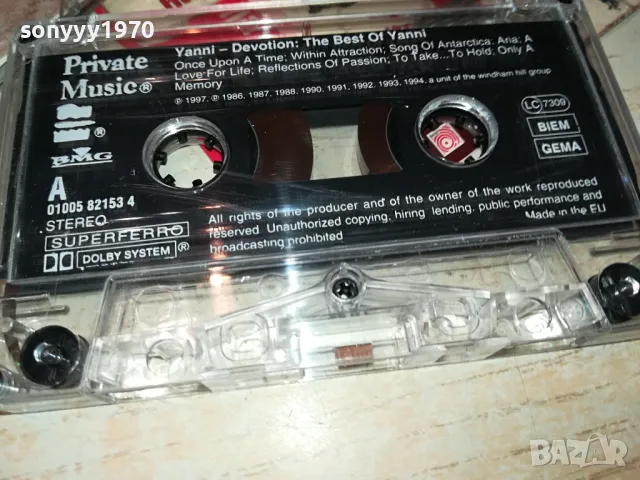 sonyyy1970
Private
Music®
Yanni – Devotion: The Best Of Yanni
Once Upon A Time; Within Attraction; Song Of Antarctica; Aria; A
Love For Life; Reflections Of Passion; To Take...To Hold; Only A
Memory
℗ 1997, ℗ 1986, 1987, 1988, 1990, 1991, 1992, 1993, 1994, a unit of the windham hill group
LC 7309
BIEM
GEMA
BMG
A
01005 82153 4
STEREO
SUPERFERRO
DOLBY SYSTEM®
All rights of the producer and of the owner of the work reproduced
reserved. Unauthorized copying, hiring, lending, public performance and
broadcasting prohibited
Made in the EU
BAZAR